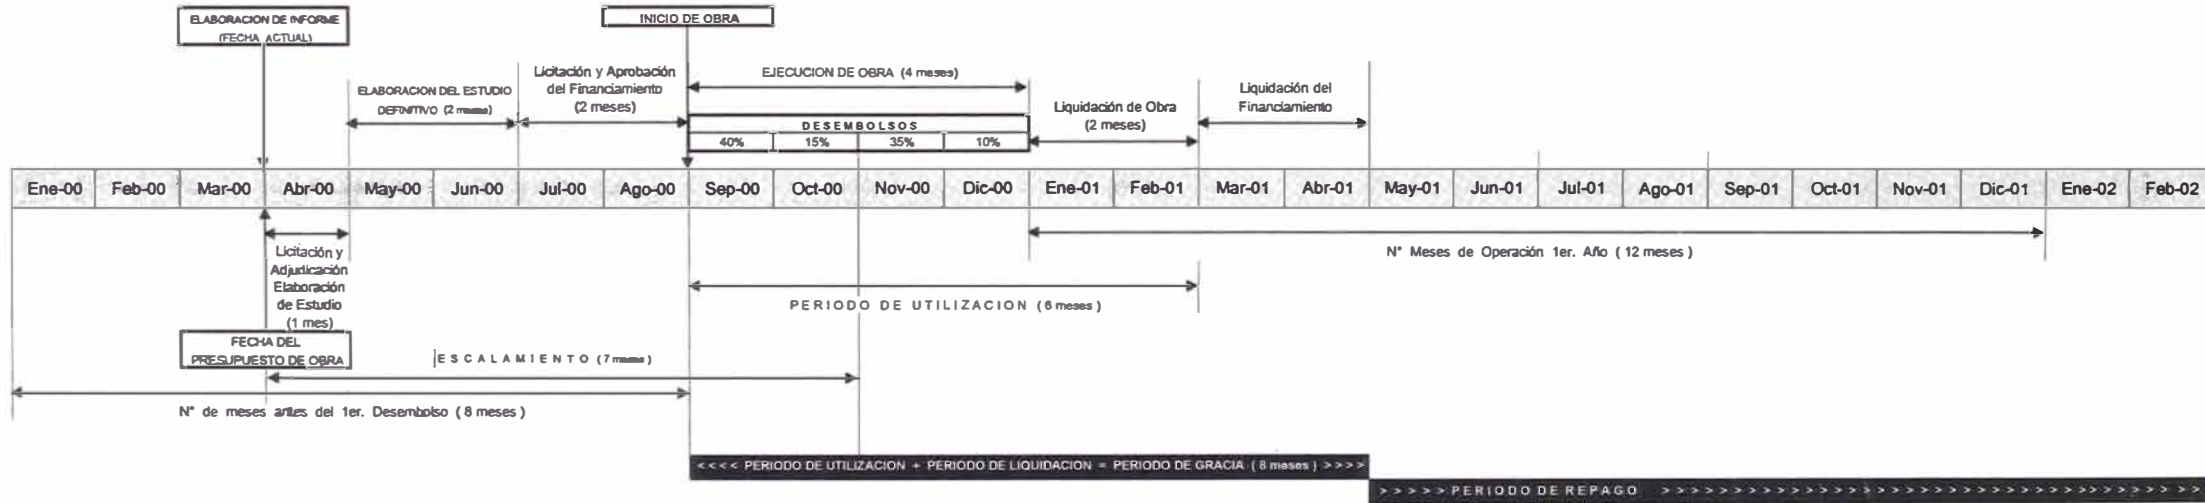 ELABORACION DE INFORME
(FECHA ACTUAL)
INICIO DE OBRA
ELABORACION DEL ESTUDIO
DEFINITIVO (2 meses)
Licitación y Aprobación
del Financiamiento
(2 meses)
EJECUCION DE OBRA (4 meses)
DESEMBOLSOS
40% 15% 35% 10%
Liquidación de Obra
(2 meses)
Liquidación del
Financiamiento
Ene-00 Feb-00 Mar-00 Abr-00 May-00 Jun-00 Jul-00 Ago-00 Sep-00 Oct-00 Nov-00 Dic-00 Ene-01 Feb-01 Mar-01 Abr-01 May-01 Jun-01 Jul-01 Ago-01 Sep-01 Oct-01 Nov-01 Dic-01 Ene-02 Feb-02
Licitación y
Adjudicación
Elaboración
de Estudio
(1 mes)
N° Meses de Operación 1er. Año ( 12 meses )
PERIODO DE UTILIZACION ( 6 meses )
FECHA DEL
PRESUPUESTO DE OBRA
ESCALAMIENTO (7 meses)
N° de meses antes del 1er. Desembolso ( 8 meses )
<<<< PERIODO DE UTILIZACION + PERIODO DE LIQUIDACION = PERIODO DE GRACIA ( 8 meses ) >>>>
>>>>> PERIODO DE REPAGO >>>>>>>>>>>>>>>>>>>>>>>>>>>>>>>>>>>>>>>>